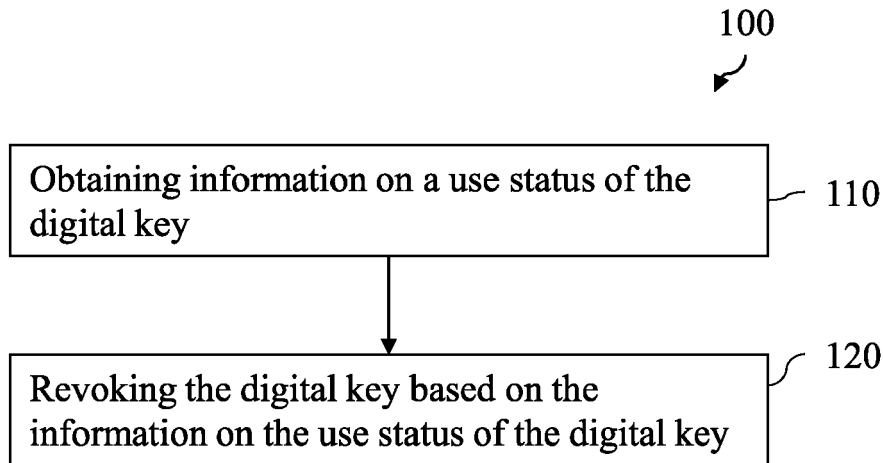 100
Obtaining information on a use status of the
digital key
110
Revoking the digital key based on the
information on the use status of the digital key
120